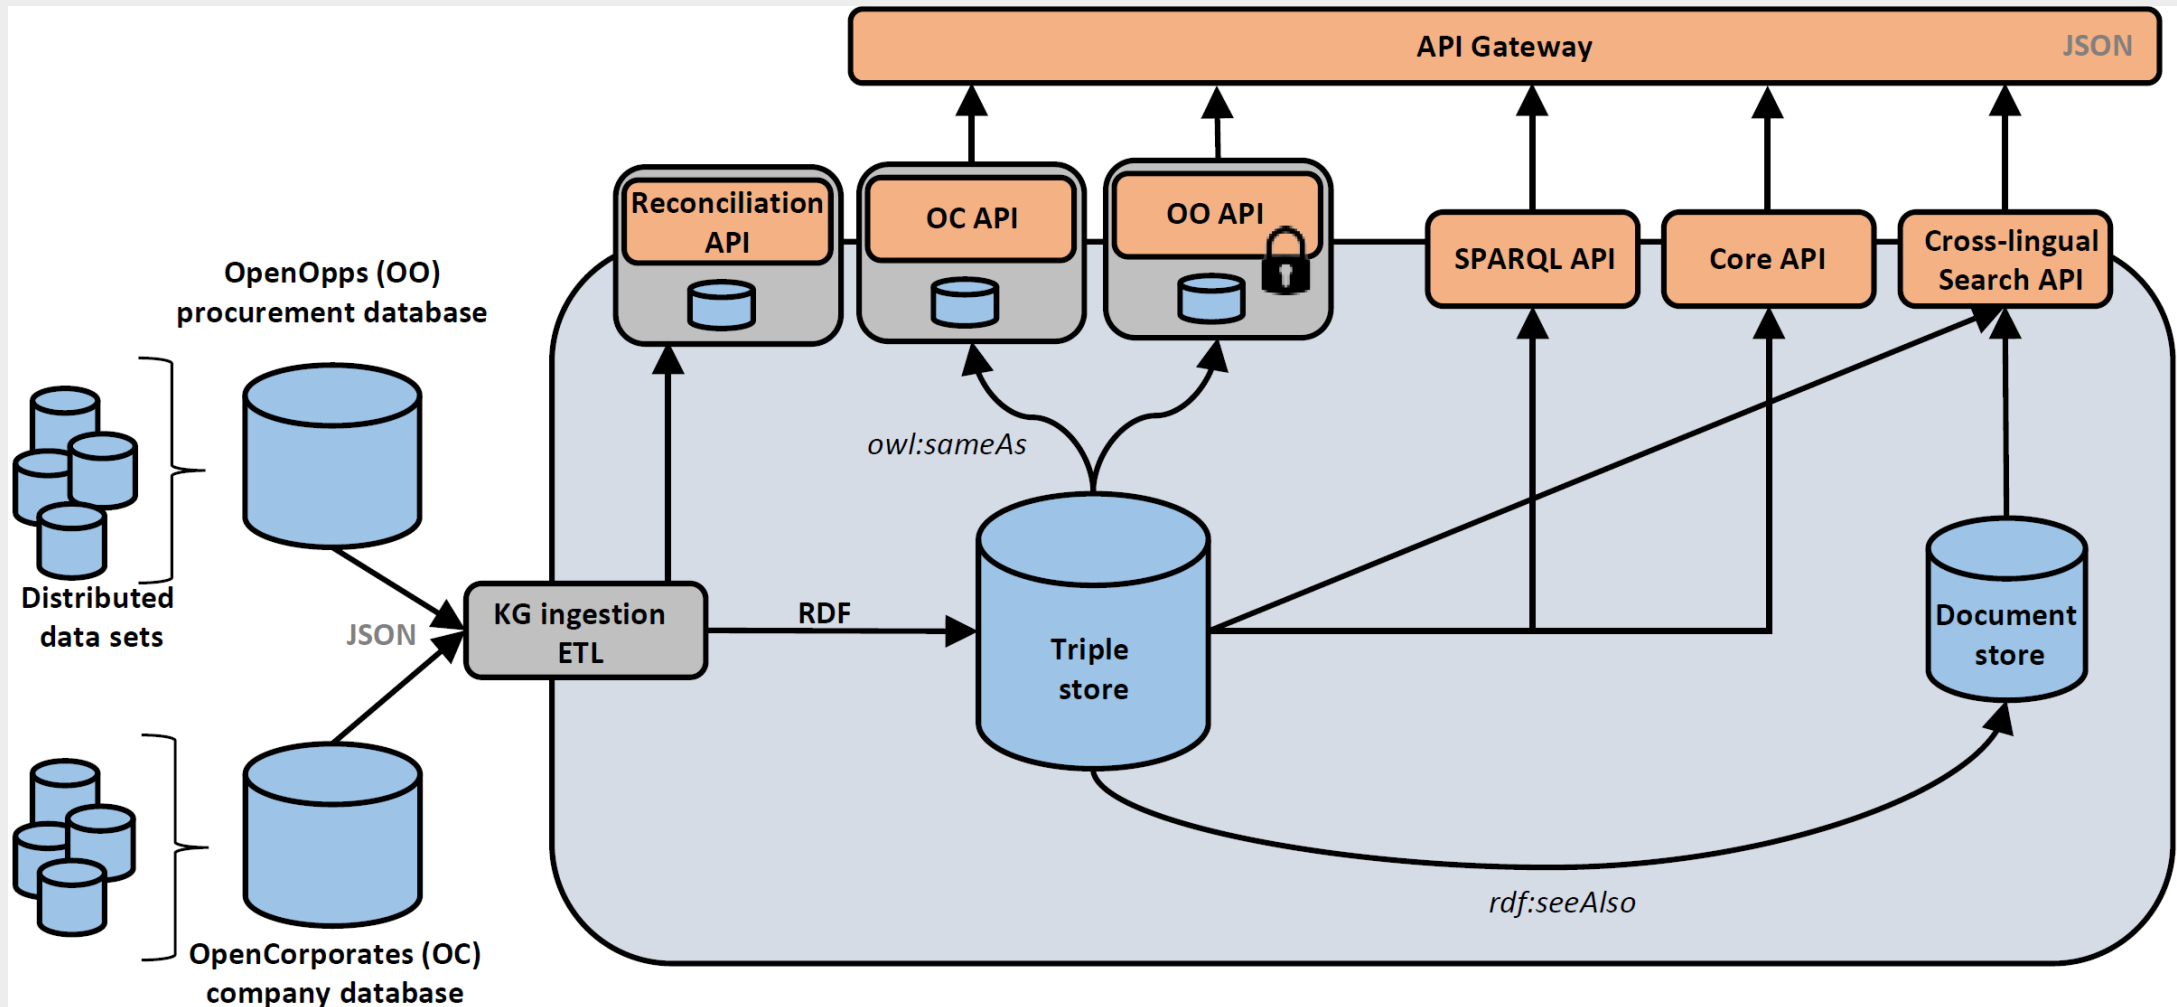 API Gateway
JSON
Reconciliation
API
OC API
OO API
SPARQL API
Core API
Cross-lingual
Search API
OpenOpps (OO)
procurement database
owl:sameAs
Distributed
data sets
JSON
KG ingestion
ETL
RDF
Triple
store
Document
store
rdf:seeAlso
OpenCorporates (OC)
company database